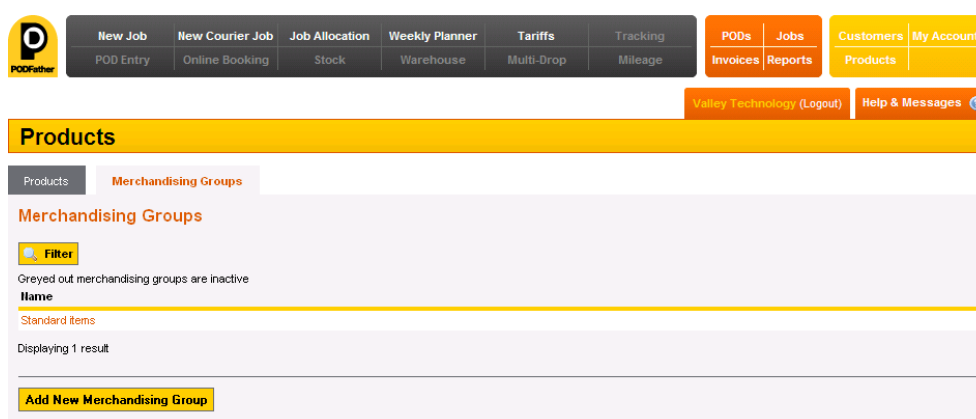 PODFather
New Job New Courier Job Job Allocation Weekly Planner Tariffs Tracking
POD Entry Online Booking Stock Warehouse Multi-Drop Mileage
PODs Jobs
Invoices Reports
Customers My Account
Products
Valley Technology (Logout) Help & Messages
Products
Products Merchandising Groups
Merchandising Groups
Filter
Greyed out merchandising groups are inactive
Name
Standard items
Displaying 1 result
Add New Merchandising Group